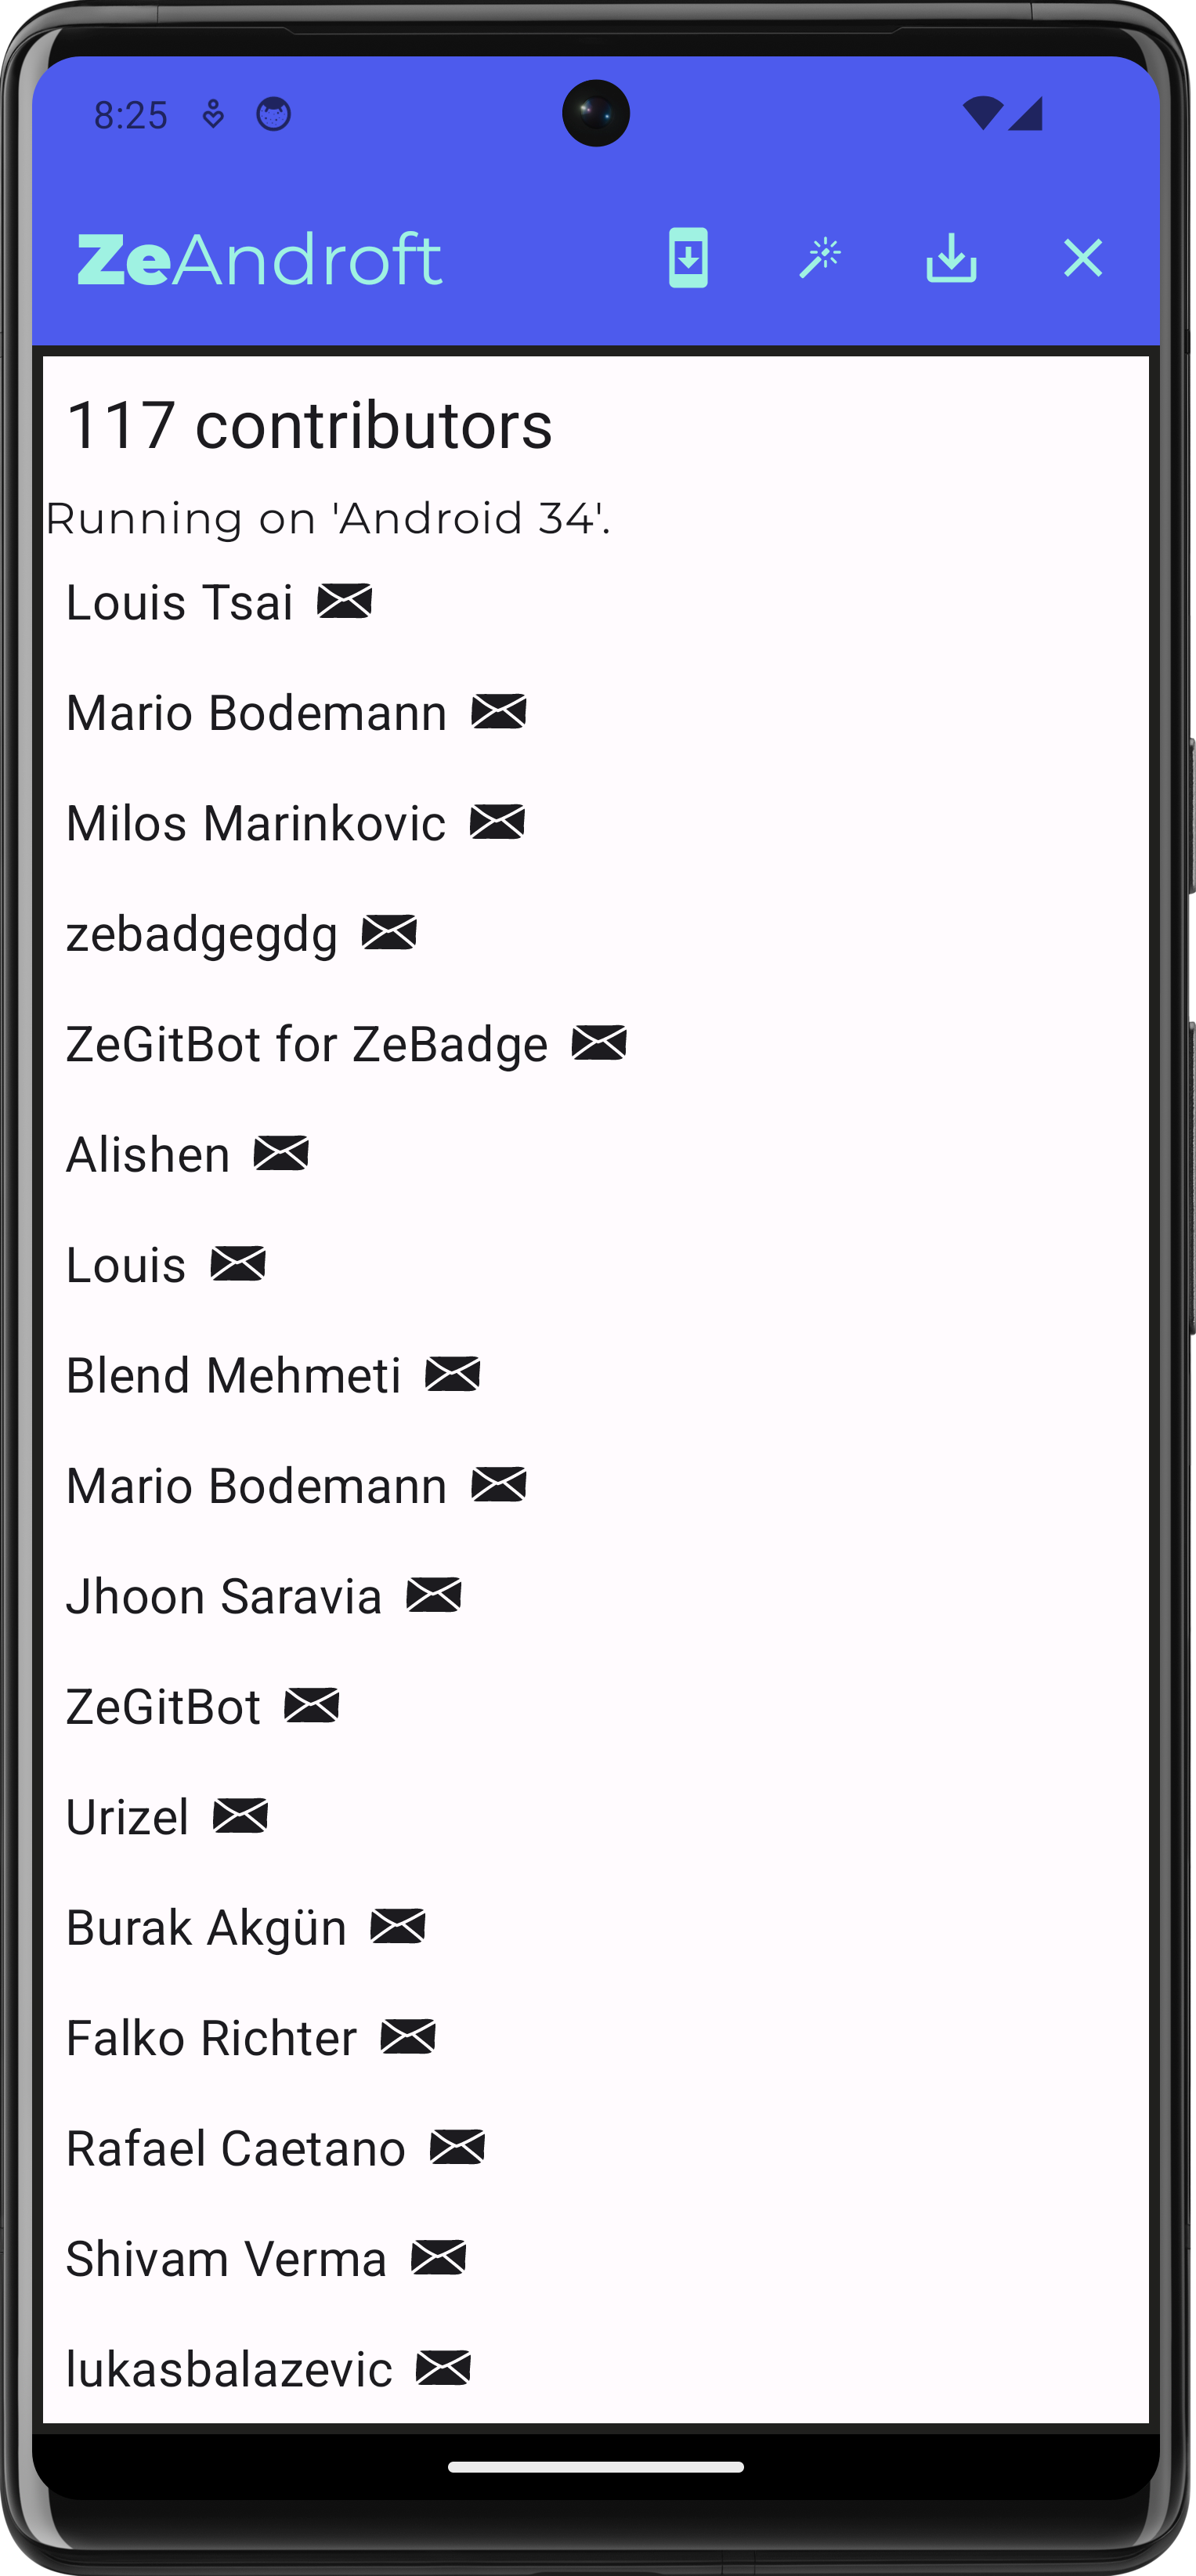 8:25
ZeAndroft
117 contributors
Running on 'Android 34'.
Louis Tsai
Mario Bodemann
Milos Marinkovic
zebadgegdg
ZeGitBot for ZeBadge
Alishen
Louis
Blend Mehmeti
Mario Bodemann
Jhoon Saravia
ZeGitBot
Urizel
Burak Akgün
Falko Richter
Rafael Caetano
Shivam Verma
lukasbalazevic